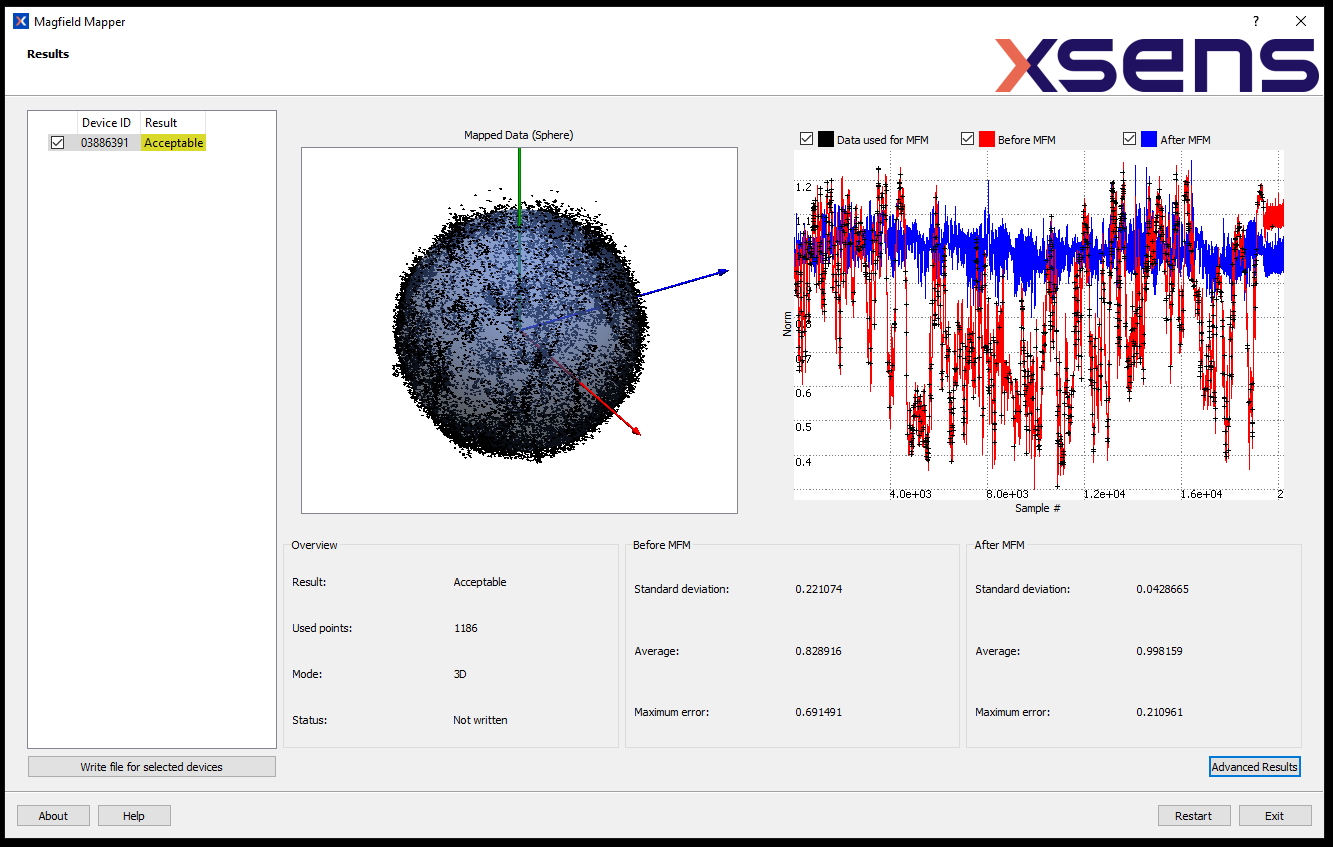 Magfield Mapper
?
Results
xsens
Device ID Result
03886391 Acceptable
Mapped Data (Sphere)
Data used for MFM Before MFM After MFM
1.2
1.1
Norm
0.8
0.7
0.6
0.5
0.4
4.0e+03 8.0e+03 1.2e+04 1.6e+04 2
Sample #
Overview
Result: Acceptable
Used points: 1186
Mode: 3D
Status: Not written
Before MFM
Standard deviation: 0.221074
Average: 0.828916
Maximum error: 0.691491
After MFM
Standard deviation: 0.0428665
Average: 0.998159
Maximum error: 0.210961
Write file for selected devices
Advanced Results
About Help Restart Exit